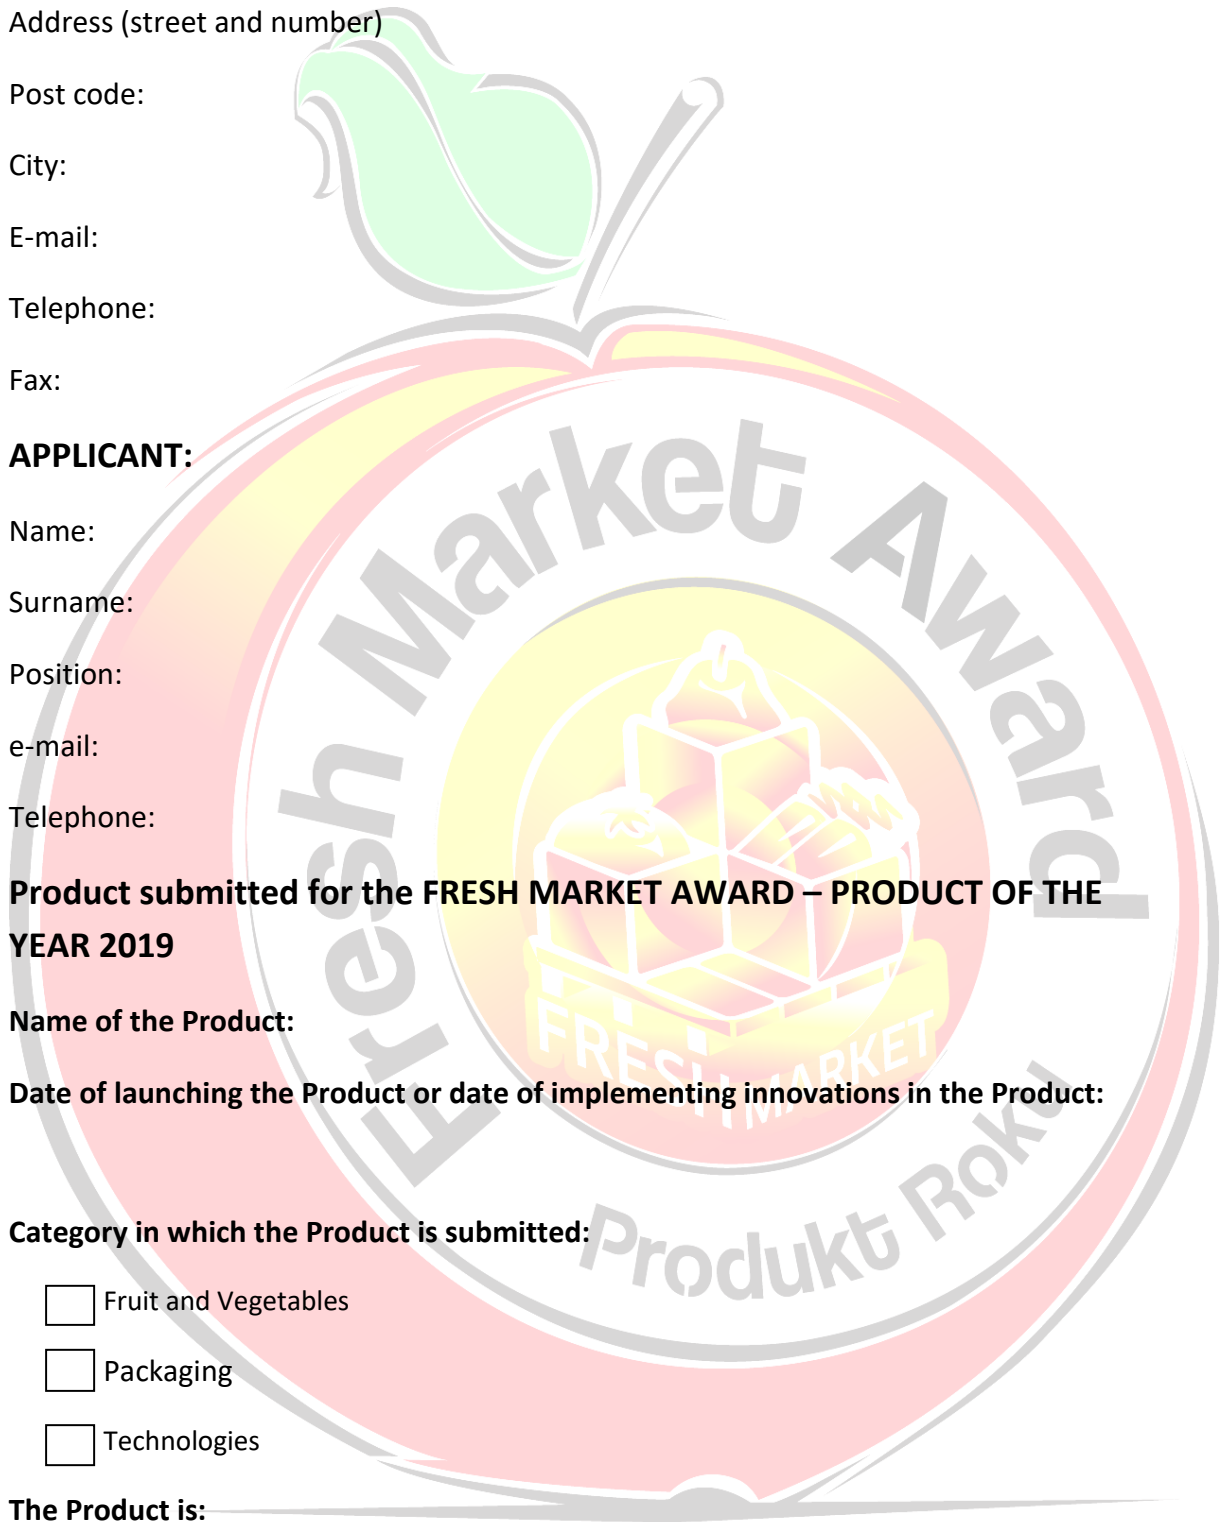 Address (street and number)
Post code:
City:
E-mail:
Telephone:
Fax:
APPLICANT:
Name:
Surname:
Position:
e-mail:
Telephone:
Product submitted for the FRESH MARKET AWARD – PRODUCT OF THE
YEAR 2019
Name of the Product:
Date of launching the Product or date of implementing innovations in the Product:
Category in which the Product is submitted:
Fruit and Vegetables
Packaging
Technologies
The Product is:
Fresh Market Award
FRESH MARKET
Produkt Roku